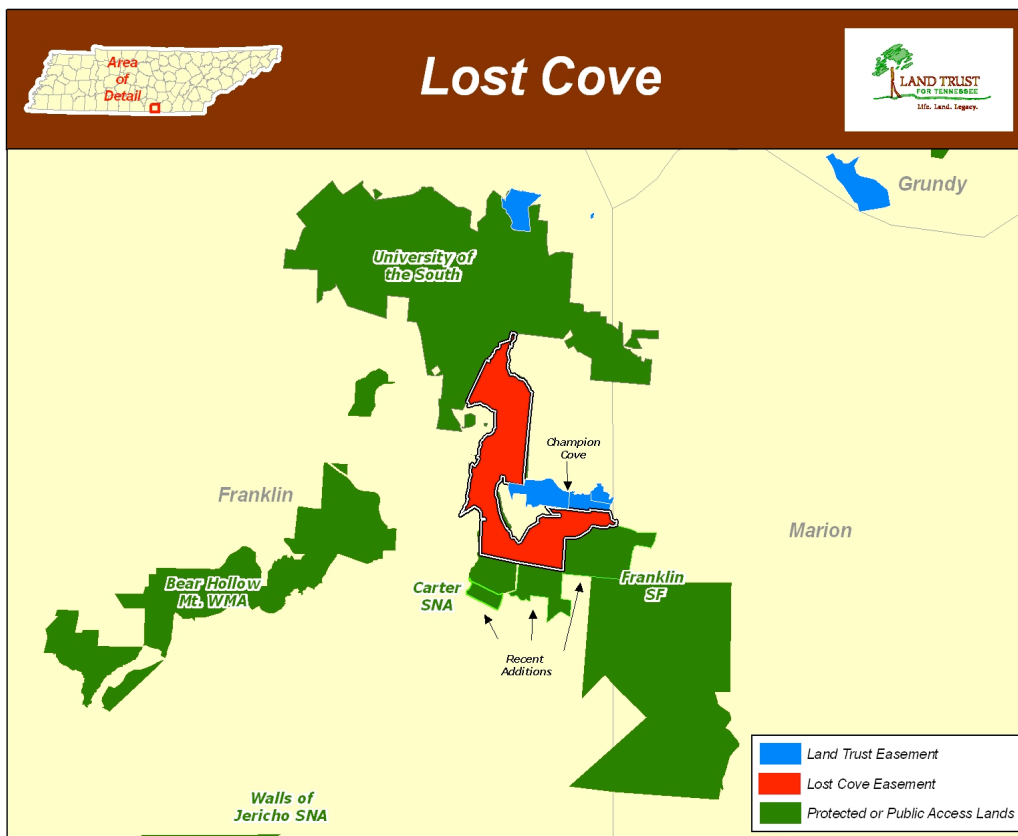 Area
of
Detail
Lost Cove
LAND TRUST
FOR TENNESSEE
Life. Land. Legacy.
Grundy
University of
the South
Champion
Cove
Franklin
Marion
Bear Hollow
Mt. WMA
Carter
SNA
Franklin
SF
Recent
Additions
Walls of
Jericho SNA
Land Trust Easement
Lost Cove Easement
Protected or Public Access Lands